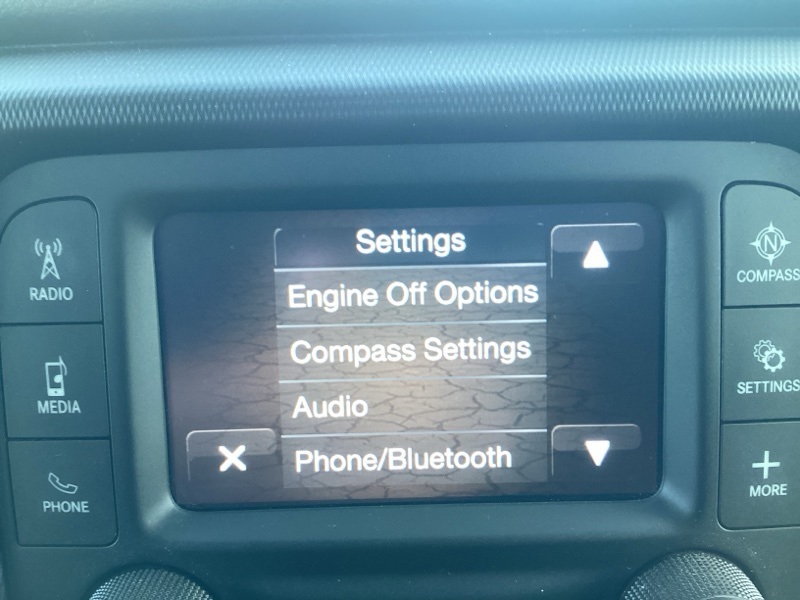 Settings
Engine Off Options
Compass Settings
Audio
Phone/Bluetooth
RADIO
MEDIA
PHONE
N
COMPASS
SETTINGS
MORE